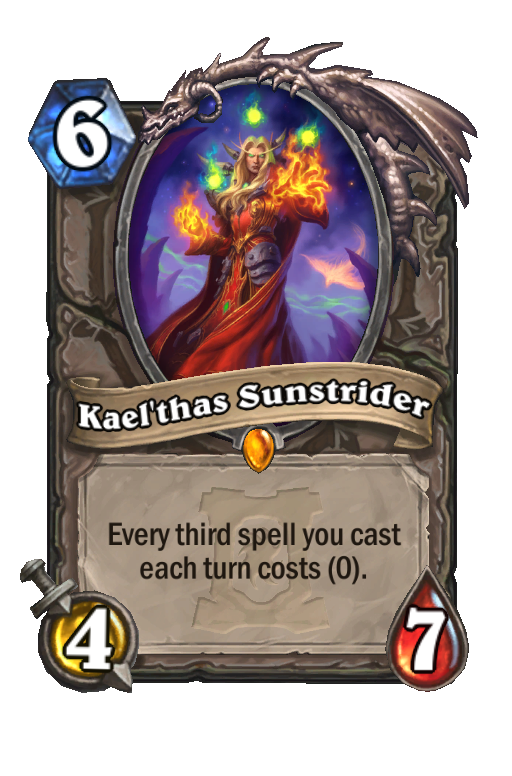 6
Kael'thas Sunstrider
Every third spell you cast
each turn costs (0).
4
7